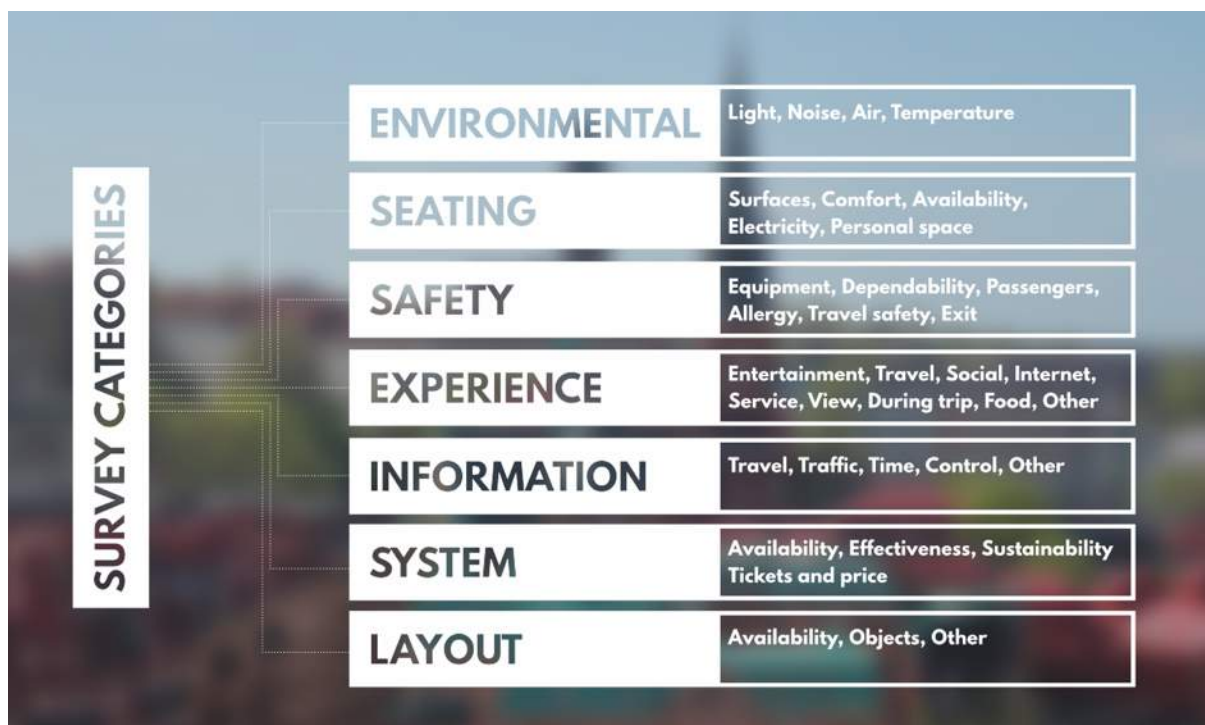 SURVEY CATEGORIES
ENVIRONMENTAL
Light, Noise, Air, Temperature
SEATING
Surfaces, Comfort, Availability,
Electricity, Personal space
SAFETY
Equipment, Dependability, Passengers,
Allergy, Travel safety, Exit
EXPERIENCE
Entertainment, Travel, Social, Internet,
Service, View, During trip, Food, Other
INFORMATION
Travel, Traffic, Time, Control, Other
SYSTEM
Availability, Effectiveness, Sustainability
Tickets and price
LAYOUT
Availability, Objects, Other